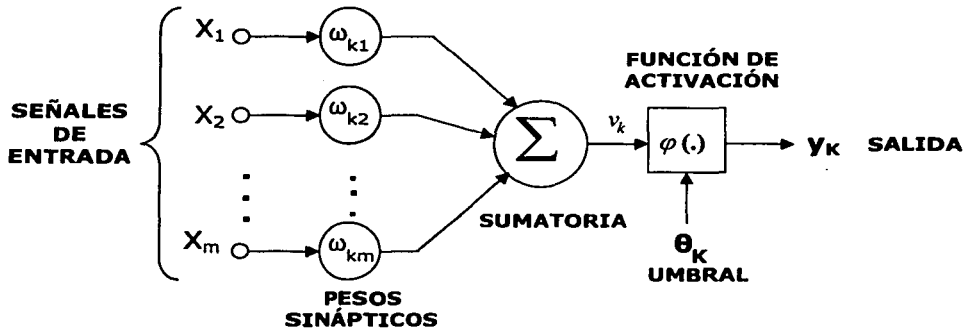 SEÑALES
DE
ENTRADA
X1
X2
Xm
ωk1
ωk2
ωkm
PESOS
SINÁPTICOS
Σ
SUMATORIA
vk
FUNCIÓN DE
ACTIVACIÓN
φ(.)
θK
UMBRAL
yK SALIDA